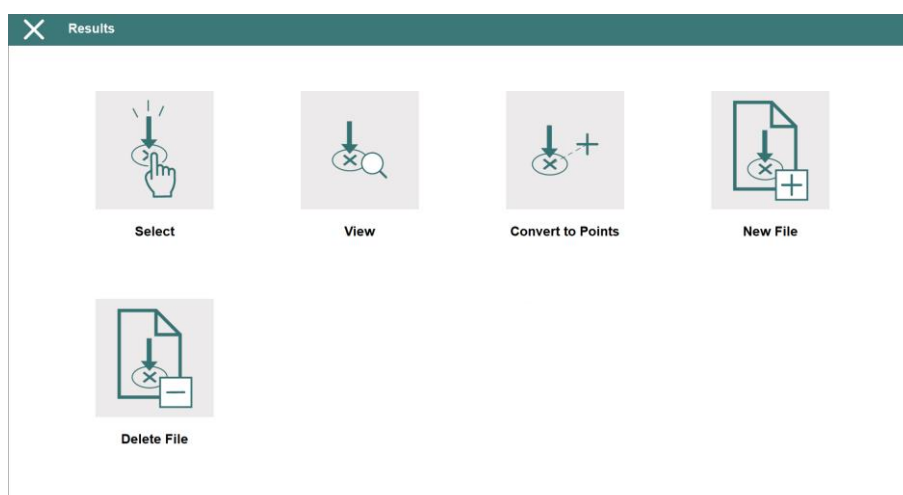 Results
Select
View
Convert to Points
New File
Delete File